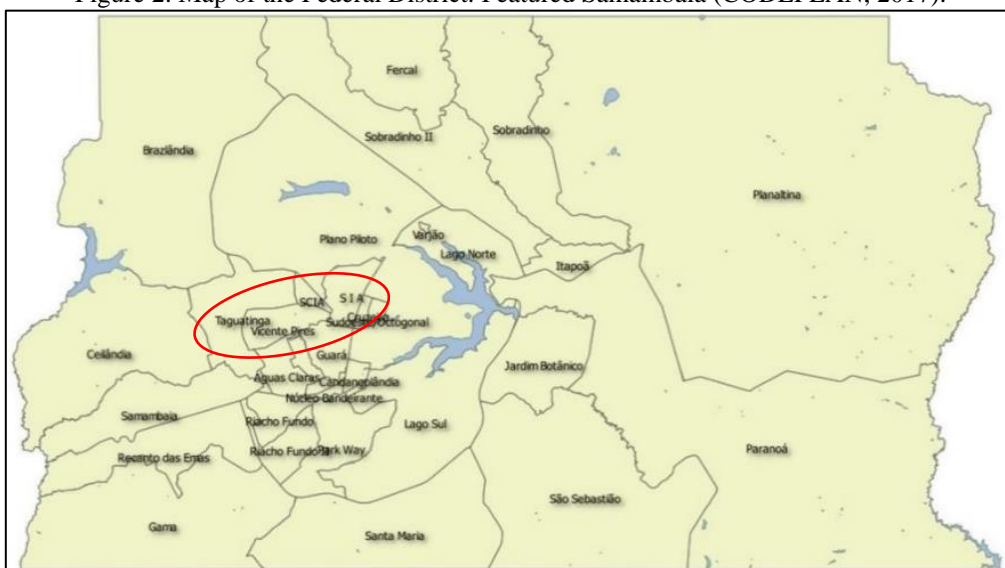 Figure 2: Map of the Federal District. Featured Samambaia (CODEPLAN, 2017).
Fercal
Sobradinho II
Sobradinho
Brazlândia
Planaltina
Varjão
Plano Piloto
Lago Norte
Itapoã
SCIA
S I A
Taguatinga
Cruzeiro
Sudoeste/Octogonal
Vicente Pires
Ceilândia
Guará
Jardim Botânico
Águas Claras
Candangolândia
Núcleo Bandeirante
Samambaia
Riacho Fundo
Lago Sul
Recanto das Emas
Riacho Fundo II
Park Way
Paranoá
São Sebastião
Gama
Santa Maria